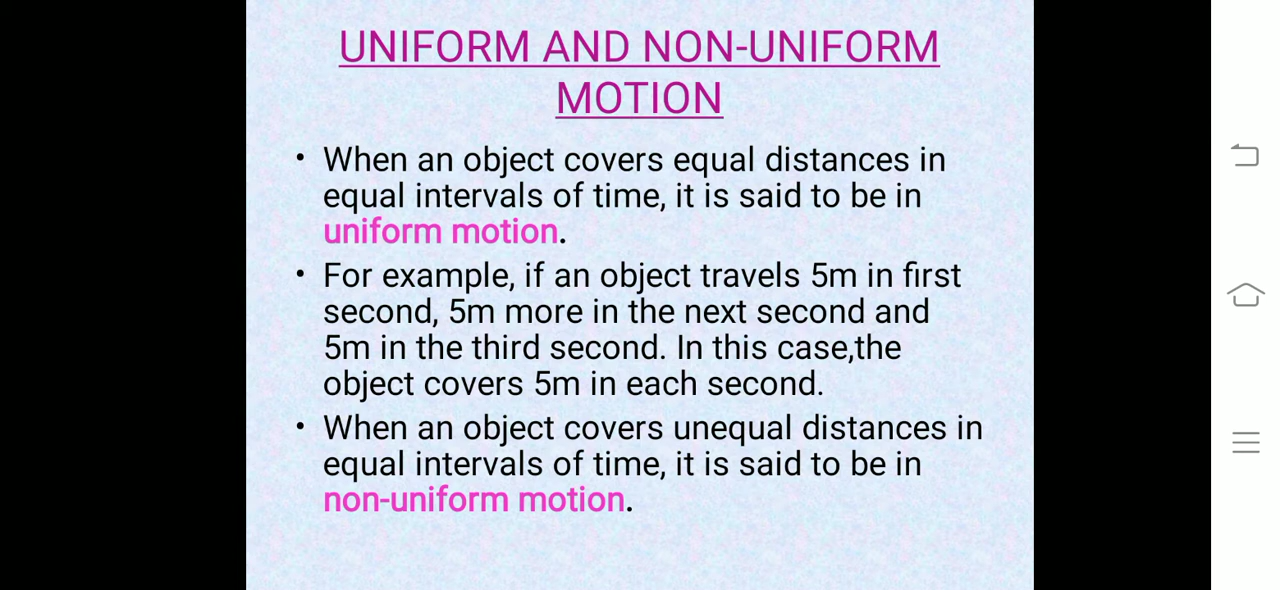 UNIFORM AND NON-UNIFORM
MOTION
• When an object covers equal distances in
equal intervals of time, it is said to be in
uniform motion.
• For example, if an object travels 5m in first
second, 5m more in the next second and
5m in the third second. In this case,the
object covers 5m in each second.
• When an object covers unequal distances in
equal intervals of time, it is said to be in
non-uniform motion.